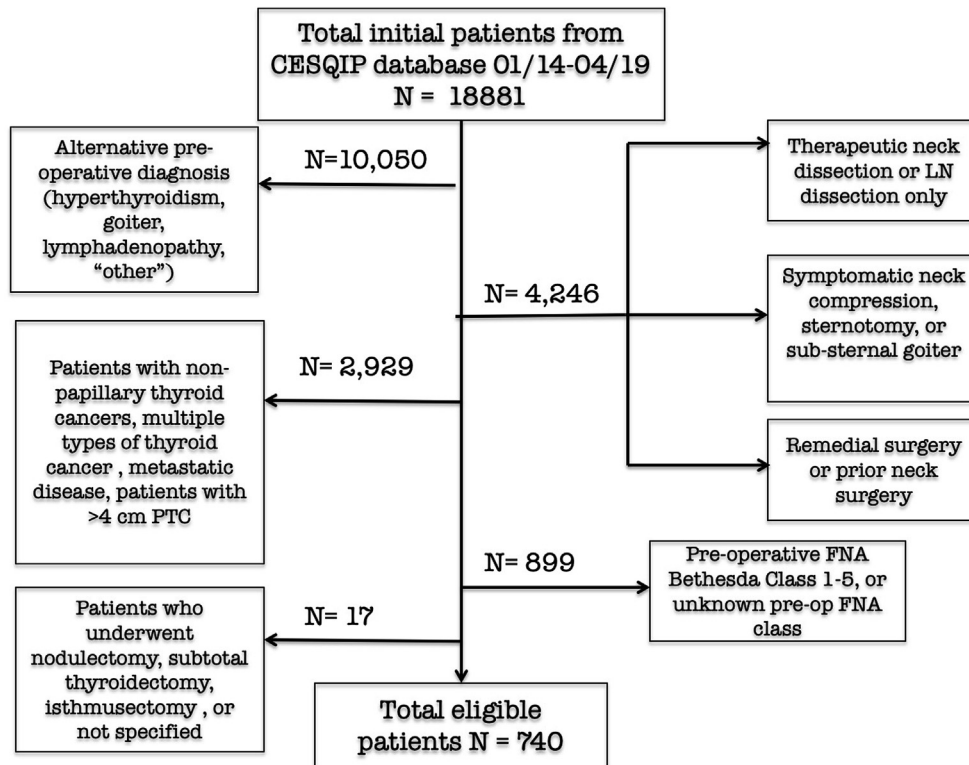 Total initial patients from
CESQIP database 01/14-04/19
N = 18881
N=10,050
Alternative pre-
operative diagnosis
(hyperthyroidism,
goiter,
lymphadenopathy,
“other”)
N= 4,246
Therapeutic neck
dissection or LN
dissection only
Symptomatic neck
compression,
sternotomy, or
sub-sternal goiter
Remedial surgery
or prior neck
surgery
N= 2,929
Patients with non-
papillary thyroid
cancers, multiple
types of thyroid
cancer , metastatic
disease, patients with
>4 cm PTC
N= 899
Pre-operative FNA
Bethesda Class 1-5, or
unknown pre-op FNA
class
N= 17
Patients who
underwent
nodulectomy, subtotal
thyroidectomy,
isthmusectomy , or
not specified
Total eligible
patients N = 740